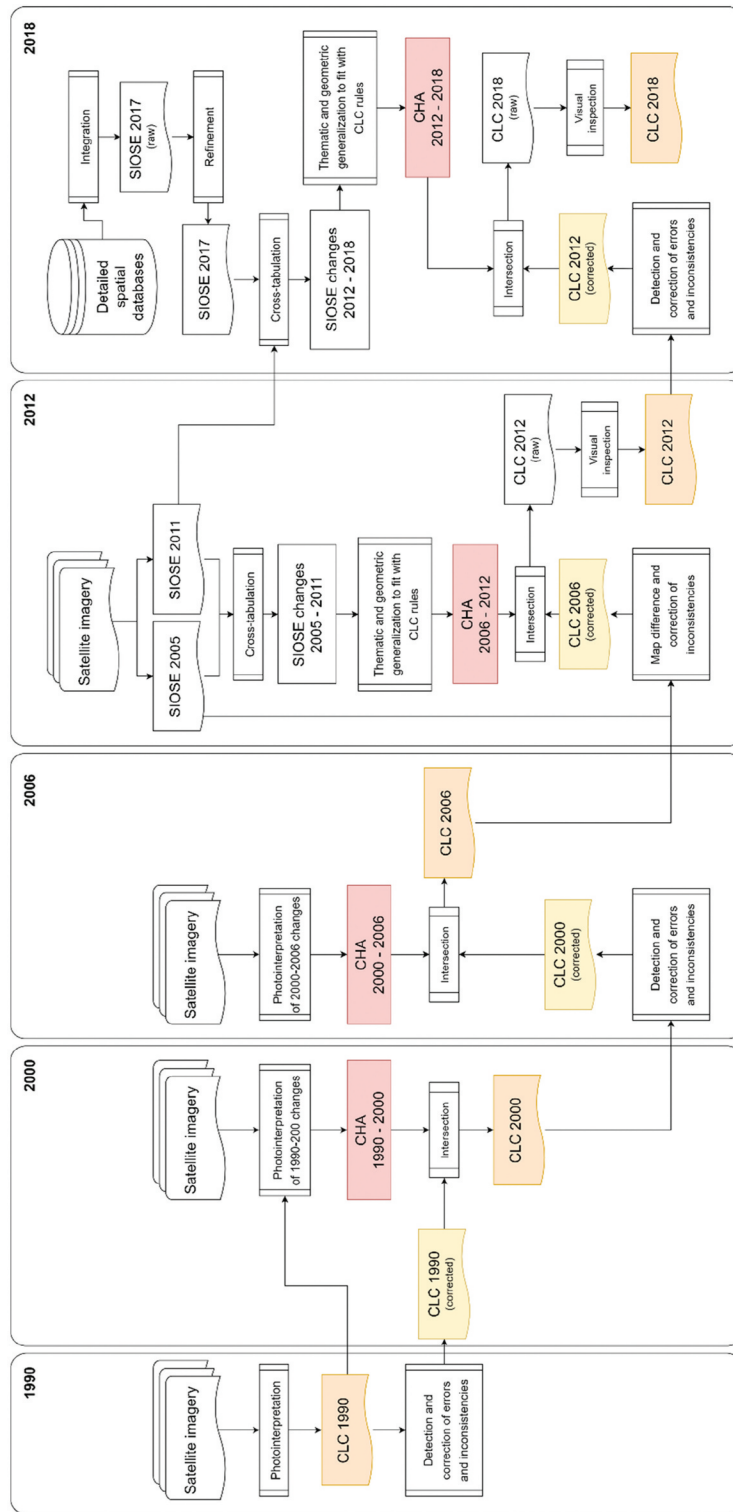 1990
Satellite imagery
Photointerpretation
CLC 1990
Detection and
correction of errors
and inconsistencies
2000
Satellite imagery
Photointerpretation
of 1990-200 changes
CHA
1990 - 2000
CLC 1990
(corrected)
Intersection
CLC 2000
2006
Satellite imagery
Photointerpretation
of 2000-2006 changes
CHA
2000 - 2006
Intersection
CLC 2006
CLC 2000
(corrected)
Detection and
correction of errors
and inconsistencies
2012
Satellite imagery
SIOSE 2005
SIOSE 2011
Cross-tabulation
SIOSE changes
2005 - 2011
Thematic and geometric
generalization to fit with
CLC rules
CHA
2006 - 2012
Intersection
CLC 2012
(raw)
Visual
inspection
CLC 2012
CLC 2006
(corrected)
Map difference and
correction of
inconsistencies
2018
Detailed
spatial
databases
Integration
SIOSE 2017
(raw)
Refinement
SIOSE 2017
Cross-tabulation
SIOSE changes
2012 - 2018
Thematic and geometric
generalization to fit with
CLC rules
CHA
2012 - 2018
Intersection
CLC 2018
(raw)
Visual
inspection
CLC 2018
CLC 2012
(corrected)
Detection and
correction of errors
and inconsistencies